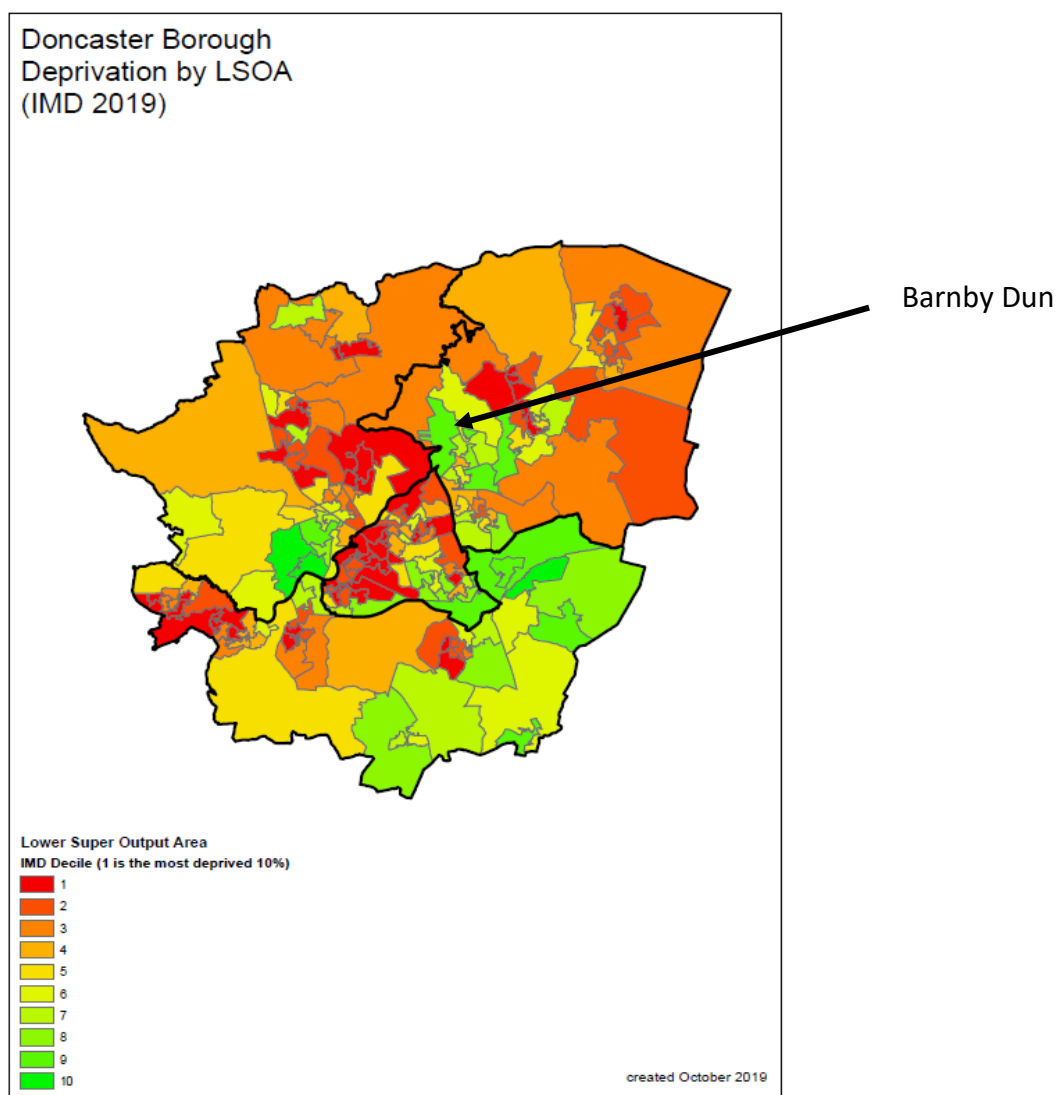 Doncaster Borough
Deprivation by LSOA
(IMD 2019)
Barnby Dun
Lower Super Output Area
IMD Decile (1 is the most deprived 10%)
1
2
3
4
5
6
7
8
9
10
created October 2019